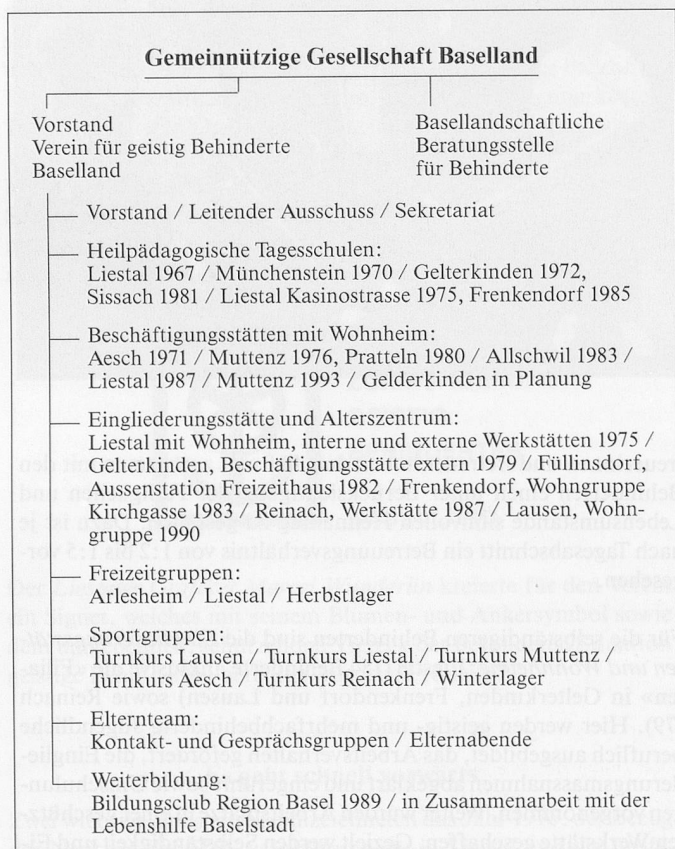 Gemeinnützige Gesellschaft Baselland
Vorstand
Verein für geistig Behinderte
Baselland
Basellandschaftliche
Beratungsstelle
für Behinderte
Vorstand / Leitender Ausschuss / Sekretariat
Heilpädagogische Tagesschulen:
Liestal 1967 / Münchenstein 1970 / Gelterkinden 1972,
Sissach 1981 / Liestal Kasinostrasse 1975, Frenkendorf 1985
Beschäftigungsstätten mit Wohnheim:
Aesch 1971 / Muttenz 1976, Pratteln 1980 / Allschwil 1983 /
Liestal 1987 / Muttenz 1993 / Gelderkinden in Planung
Eingliederungsstätte und Alterszentrum:
Liestal mit Wohnheim, interne und externe Werkstätten 1975 /
Gelterkinden, Beschäftigungsstätte extern 1979 / Füllinsdorf,
Aussenstation Freizeithaus 1982 / Frenkendorf, Wohngruppe
Kirchgasse 1983 / Reinach, Werkstätte 1987 / Lausen, Wohn-
gruppe 1990
Freizeitgruppen:
Arlesheim / Liestal / Herbstlager
Sportgruppen:
Turnkurs Lausen / Turnkurs Liestal / Turnkurs Muttenz /
Turnkurs Aesch / Turnkurs Reinach / Winterlager
Elternteam:
Kontakt- und Gesprächsgruppen / Elternabende
Weiterbildung:
Bildungsclub Region Basel 1989 / in Zusammenarbeit mit der
Lebenshilfe Baselstadt